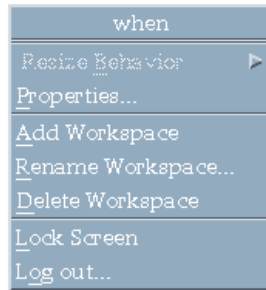 when
Resize Behavior
Properties...
Add Workspace
Rename Workspace...
Delete Workspace
Lock Screen
Log out...